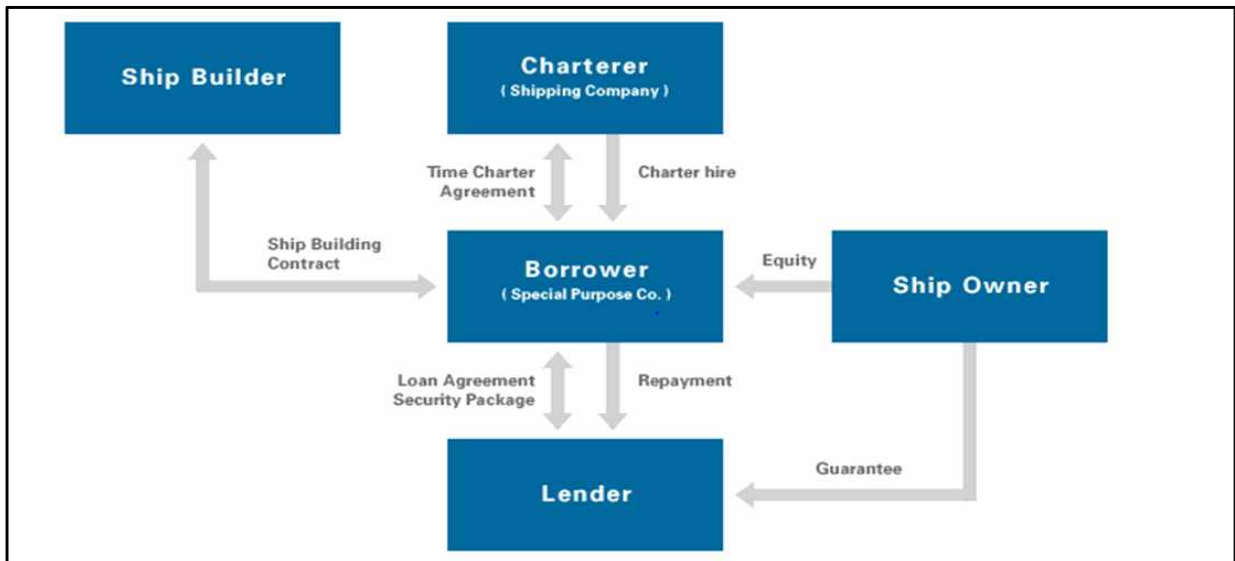 Ship Builder
Charterer
( Shipping Company )
Time Charter
Agreement
Charter hire
Ship Building
Contract
Borrower
( Special Purpose Co. )
Equity
Ship Owner
Loan Agreement
Security Package
Repayment
Lender
Guarantee